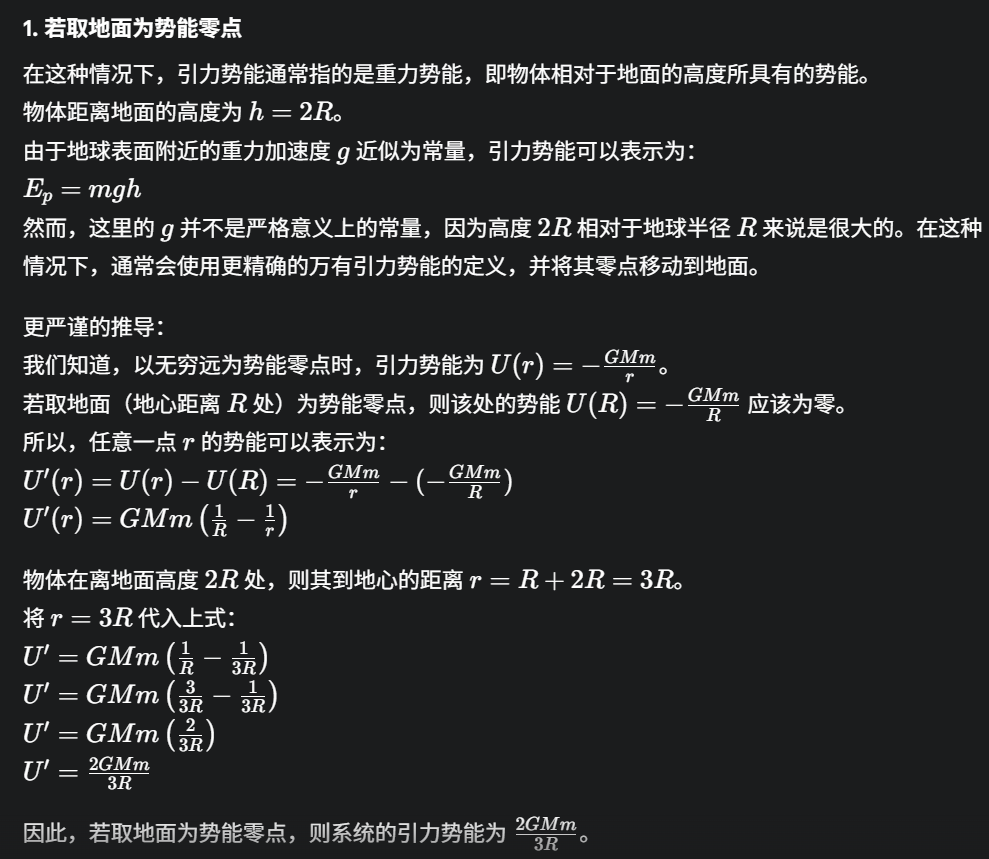 1. 若取地面为势能零点
在这种情况下，引力势能通常指的是重力势能，即物体相对于地面的高度所具有的势能。
物体距离地面的高度为 h = 2R。
由于地球表面附近的重力加速度 g 近似为常量，引力势能可以表示为：
E_p = mgh
然而，这里的 g 并不是严格意义上的常量，因为高度 2R 相对于地球半径 R 来说是很大的。在这种
情况下，通常会使用更精确的万有引力势能的定义，并将其零点移动到地面。
更严谨的推导：
我们知道，以无穷远为势能零点时，引力势能为 U(r) = −\frac{GMm}{r}。
若取地面（地心距离 R 处）为势能零点，则该处的势能 U(R) = −\frac{GMm}{R} 应该为零。
所以，任意一点 r 的势能可以表示为：
U′(r) = U(r) − U(R) = −\frac{GMm}{r} − (−\frac{GMm}{R})
U′(r) = GMm (\frac{1}{R} − \frac{1}{r})
物体在离地面高度 2R 处，则其到地心的距离 r = R + 2R = 3R。
将 r = 3R 代入上式：
U′ = GMm (\frac{1}{R} − \frac{1}{3R})
U′ = GMm (\frac{3}{3R} − \frac{1}{3R})
U′ = GMm (\frac{2}{3R})
U′ = \frac{2GMm}{3R}
因此，若取地面为势能零点，则系统的引力势能为 \frac{2GMm}{3R}。